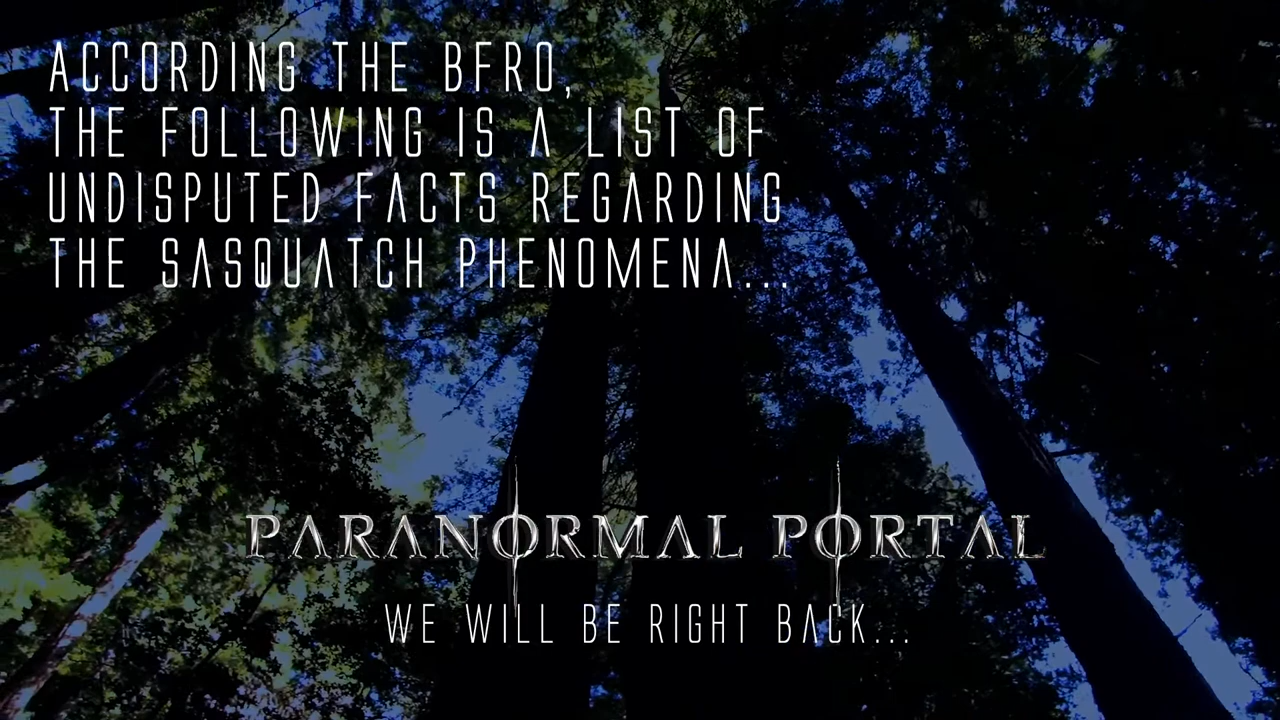 ACCORDING THE BFRO,
THE FOLLOWING IS A LIST OF
UNDISPUTED FACTS REGARDING
THE SASQUATCH PHENOMENA...
PARANORMAL PORTAL
WE WILL BE RIGHT BACK...